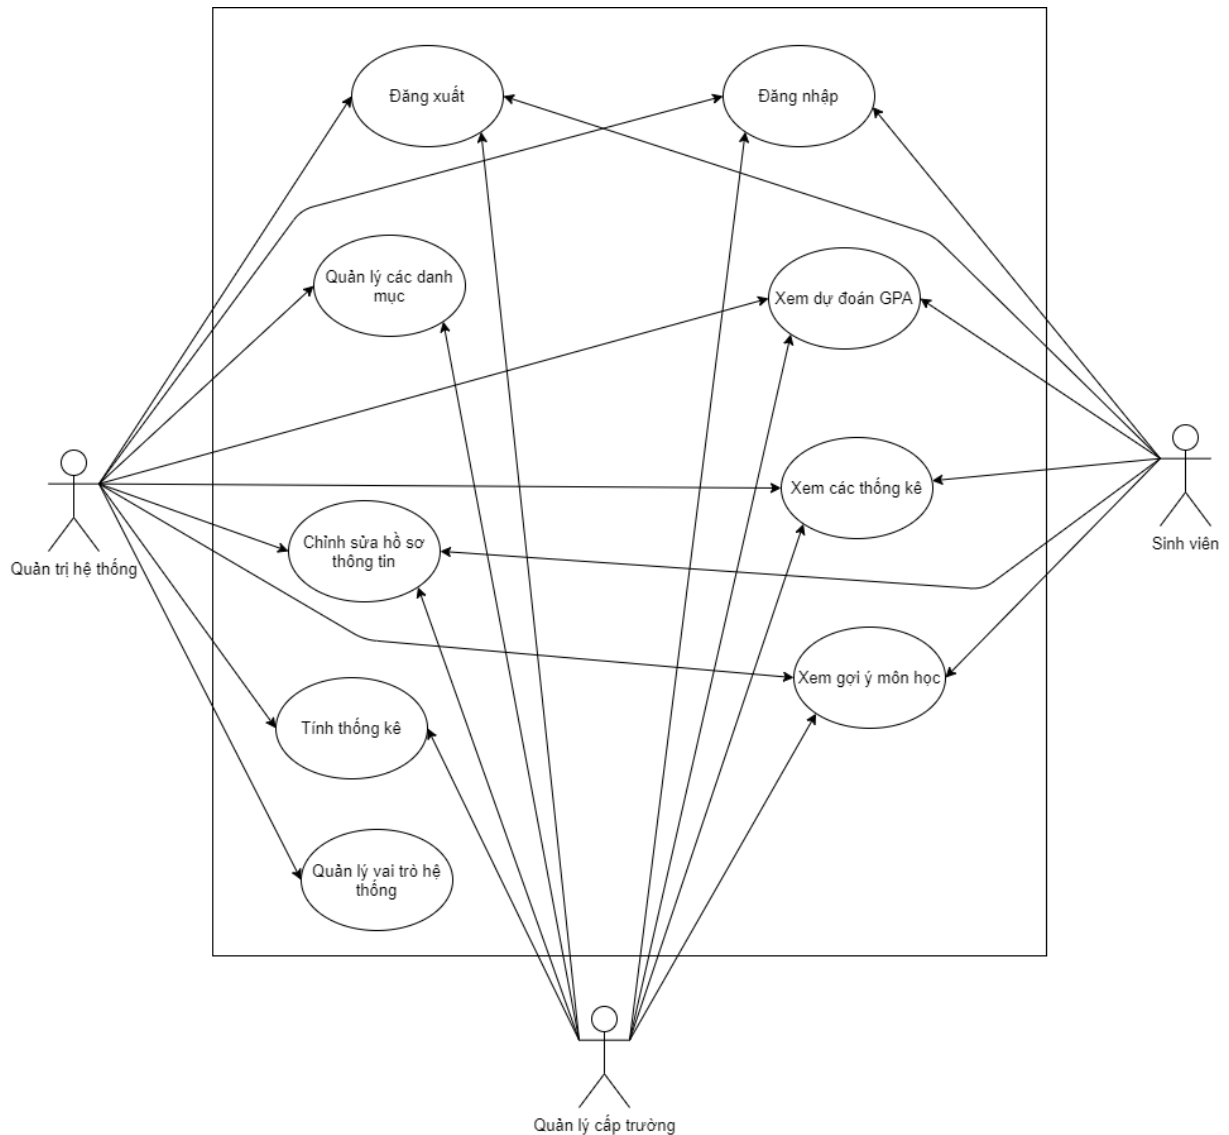 Đăng xuất
Đăng nhập
Quản lý các danh
mục
Xem dự đoán GPA
Xem các thống kê
Chỉnh sửa hồ sơ
thông tin
Sinh viên
Quản trị hệ thống
Xem gợi ý môn học
Tính thống kê
Quản lý vai trò hệ
thống
Quản lý cấp trường